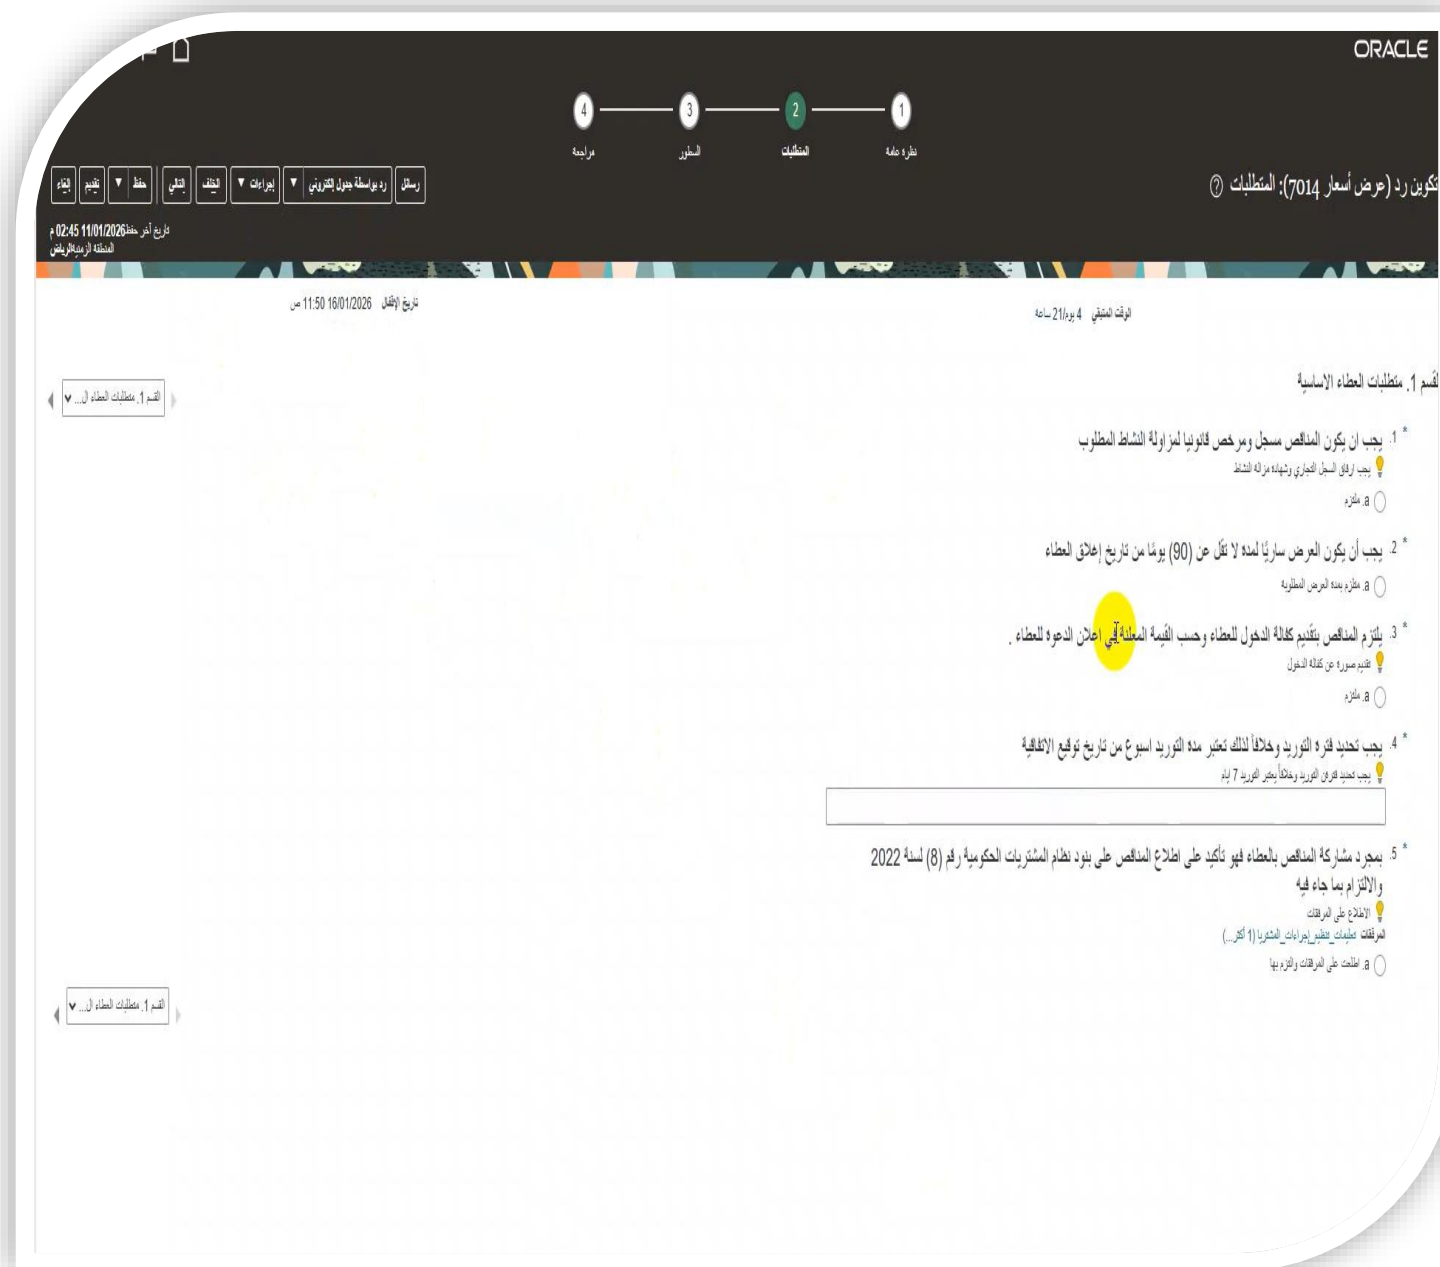 ORACLE
1
2
3
4
نظرة عامة
المتطلبات
السطور
مراجعة
تكوين رد (عرض أسعار 7014): المتطلبات
رسائل
رد بواسطة جدول إلكتروني
إجراءات
الخلف
التالي
حفظ
تقديم
إلغاء
تاريخ آخر حفظ 11/01/2026 02:45 م
المنطقة الزمنية الرياض
الوقت المتبقي 4 يوم/21 ساعة
تاريخ الإقفال 16/01/2026 11:50 ص
لقسم 1. متطلبات العطاء الاساسية
القسم 1. متطلبات العطاء ال...
* 1. يجب ان يكون المناقص مسجل ومرخص قانونيا لمزاولة النشاط المطلوب
يجب ارفاق السجل التجاري وشهادة مزالة النشاط
a. ملتزم
* 2. يجب أن يكون العرض ساريًا لمدة لا تقل عن (90) يومًا من تاريخ إغلاق العطاء
a. ملتزم بمدة العرض المطلوبة
* 3. يلتزم المناقص بتقديم كفالة الدخول للعطاء وحسب القيمة المعلنة في اعلان الدعوة للعطاء .
تقديم صورة عن كفالة الدخول
a. ملتزم
* 4. يجب تحديد فترة التوريد وخلافاً لذلك تعتبر مدة التوريد اسبوع من تاريخ توقيع الاتفاقية
يجب تحديد فترفن التوريد وخلافاً يعتبر التوريد 7 ايام
* 5. بمجرد مشاركة المناقص بالعطاء فهو تأكيد على اطلاع المناقص على بنود نظام المشتريات الحكومية رقم (8) لسنة 2022
والالتزام بما جاء فيه
الاطلاع على المرفقات
المرفقات تعليمات_تنظيم_إجراءات_المشتريا (1 أكثر...)
a. اطلعت على المرفقات والتزم بها
القسم 1. متطلبات العطاء ال...